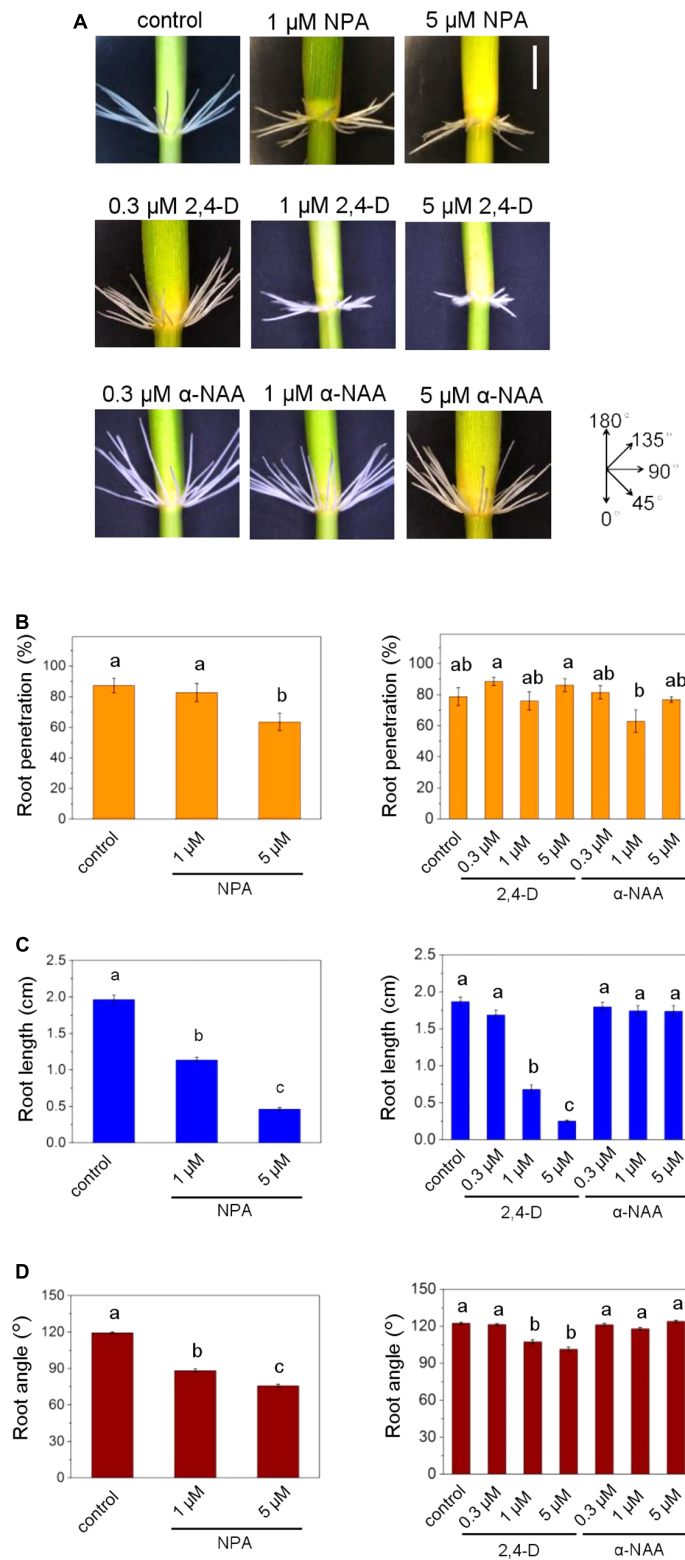 A
control 1 µM NPA 5 µM NPA
0.3 µM 2,4-D 1 µM 2,4-D 5 µM 2,4-D
0.3 µM α-NAA 1 µM α-NAA 5 µM α-NAA
180°
135°
90°
45°
0°
B
Root penetration (%)
100
80
60
40
20
0
a a b
control 1 µM 5 µM
NPA
Root penetration (%)
100
80
60
40
20
0
ab a ab a ab b ab
control 0.3 µM 1 µM 5 µM 0.3 µM 1 µM 5 µM
2,4-D α-NAA
C
Root length (cm)
2.5
2.0
1.5
1.0
0.5
0.0
a b c
control 1 µM 5 µM
NPA
Root length (cm)
2.5
2.0
1.5
1.0
0.5
0.0
a a b c a a a
control 0.3 µM 1 µM 5 µM 0.3 µM 1 µM 5 µM
2,4-D α-NAA
D
Root angle (°)
150
120
90
60
30
0
a b c
control 1 µM 5 µM
NPA
Root angle (°)
150
120
90
60
30
0
a a b b a a a
control 0.3 µM 1 µM 5 µM 0.3 µM 1 µM 5 µM
2,4-D α-NAA